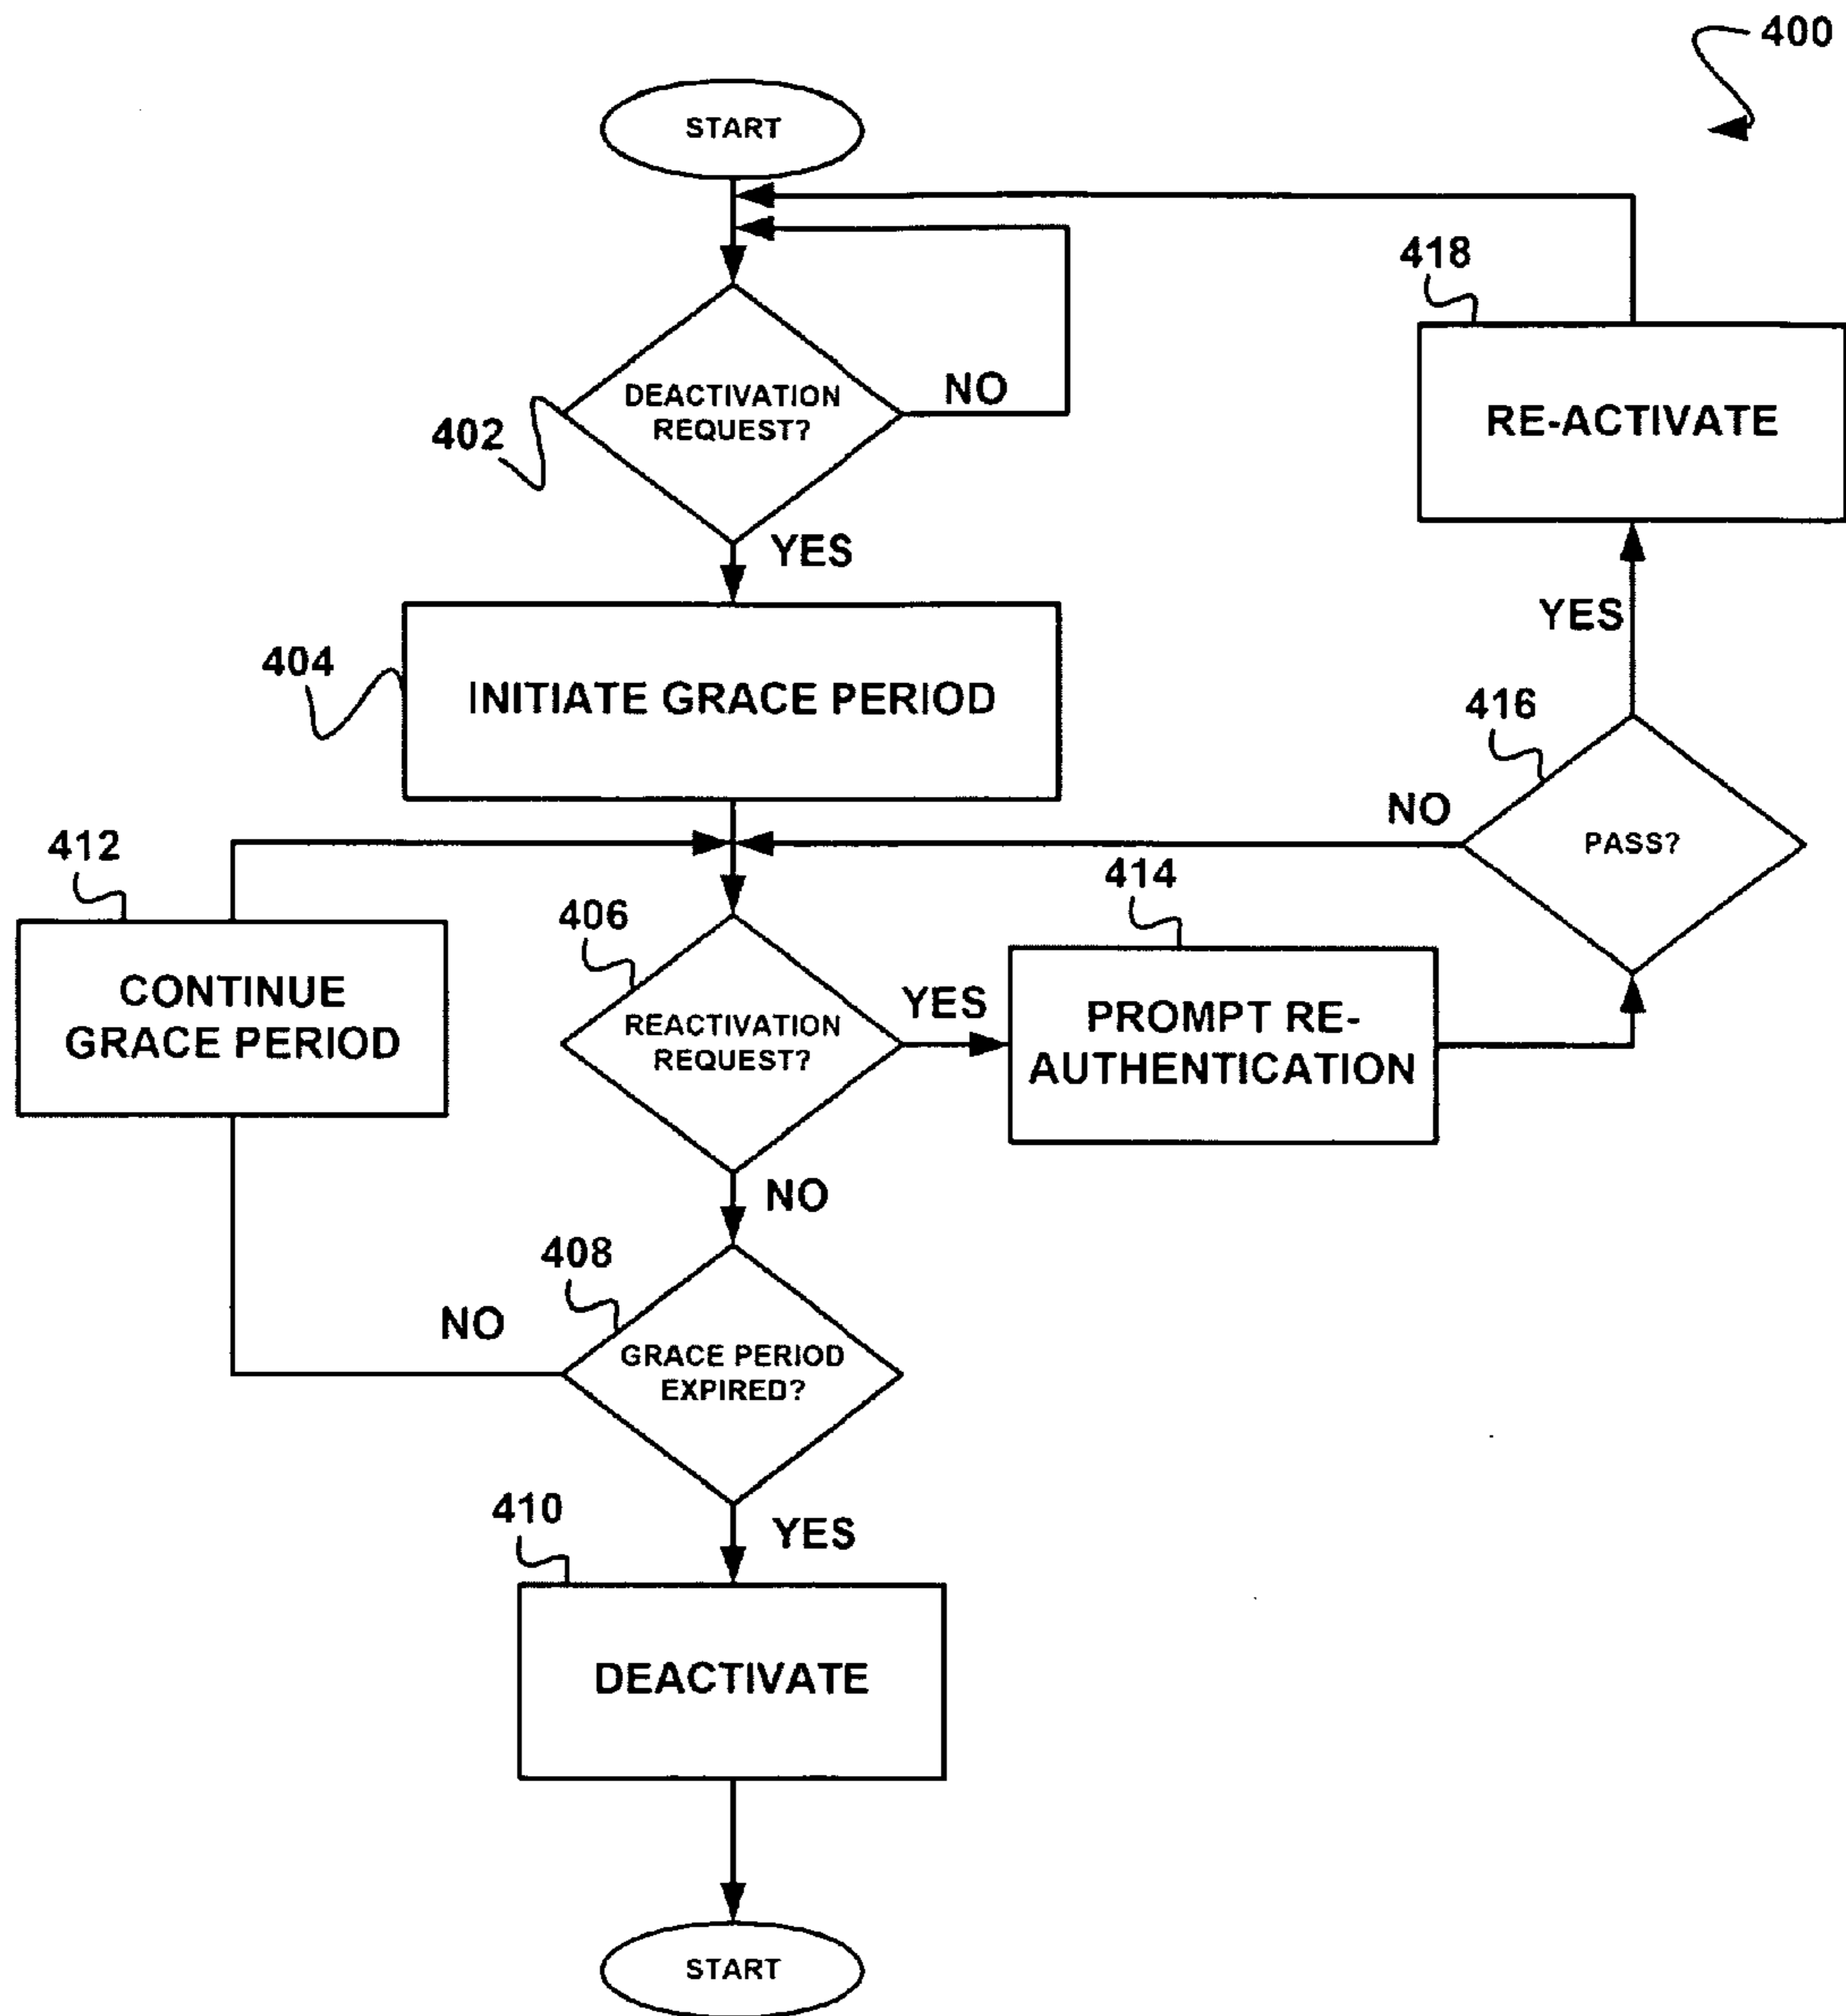 400
START
418
DEACTIVATION
REQUEST?
NO
402
RE-ACTIVATE
YES
404
INITIATE GRACE PERIOD
YES
416
NO
PASS?
412
414
406
CONTINUE
GRACE PERIOD
REACTIVATION
REQUEST?
YES
PROMPT RE-
AUTHENTICATION
NO
408
NO
GRACE PERIOD
EXPIRED?
410
YES
DEACTIVATE
START